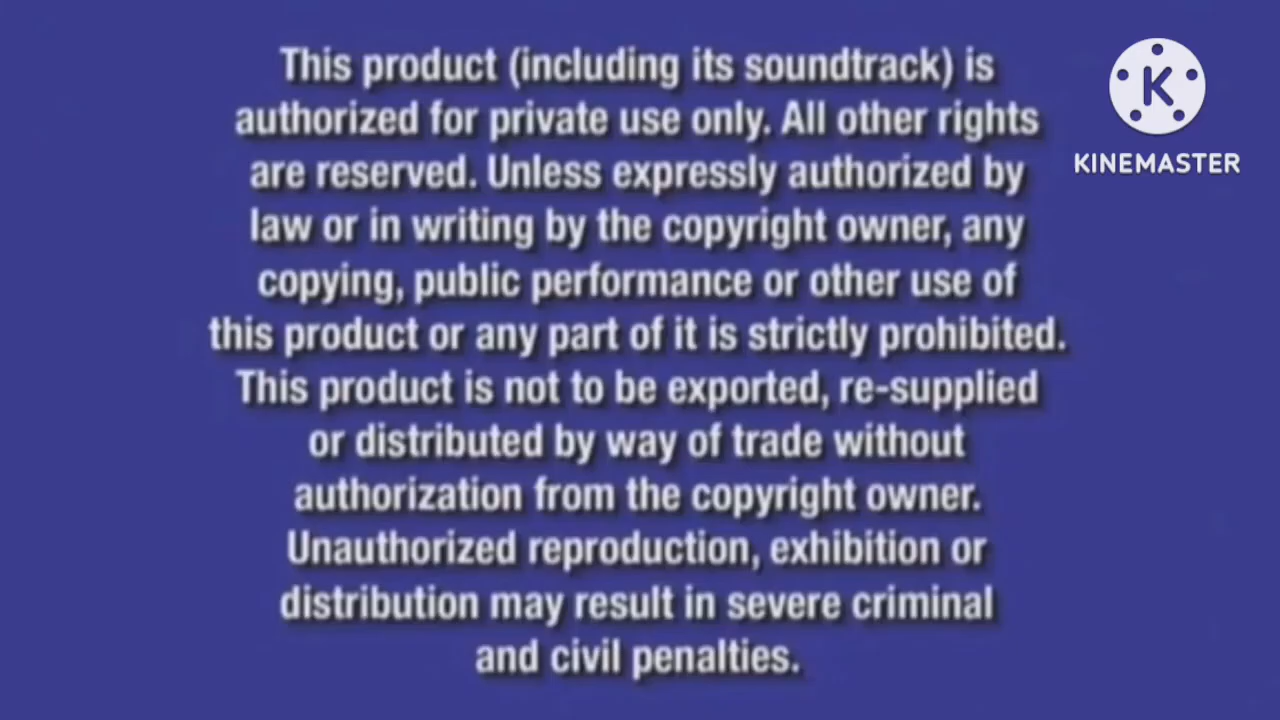 This product (including its soundtrack) is
authorized for private use only. All other rights
are reserved. Unless expressly authorized by
law or in writing by the copyright owner, any
copying, public performance or other use of
this product or any part of it is strictly prohibited.
This product is not to be exported, re-supplied
or distributed by way of trade without
authorization from the copyright owner.
Unauthorized reproduction, exhibition or
distribution may result in severe criminal
and civil penalties.
K
KINEMASTER